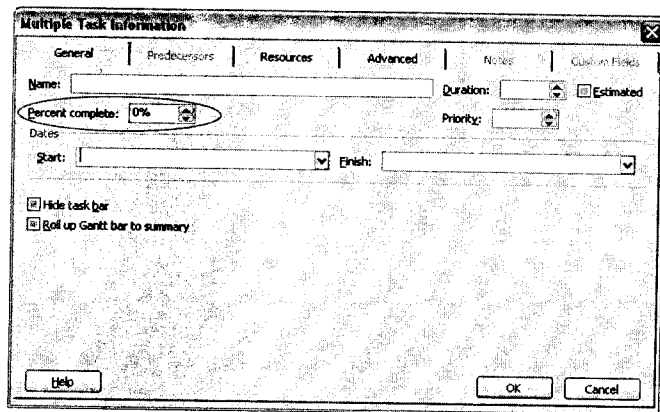 Multiple Task Information
General Predecessors Resources Advanced Notes Custom Fields
Name: Duration: Estimated
Percent complete: 0% Priority:
Dates
Start: Finish:
Hide task bar
Roll up Gantt bar to summary
Help OK Cancel